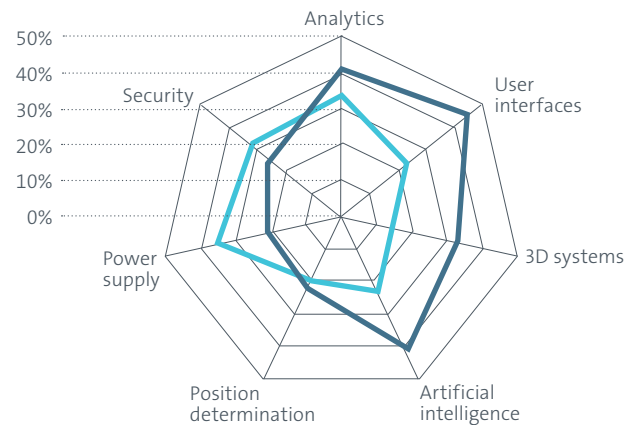 Analytics
50%
40%
30%
20%
10%
0%
Security
User
interfaces
Power
supply
3D systems
Position
determination
Artificial
intelligence